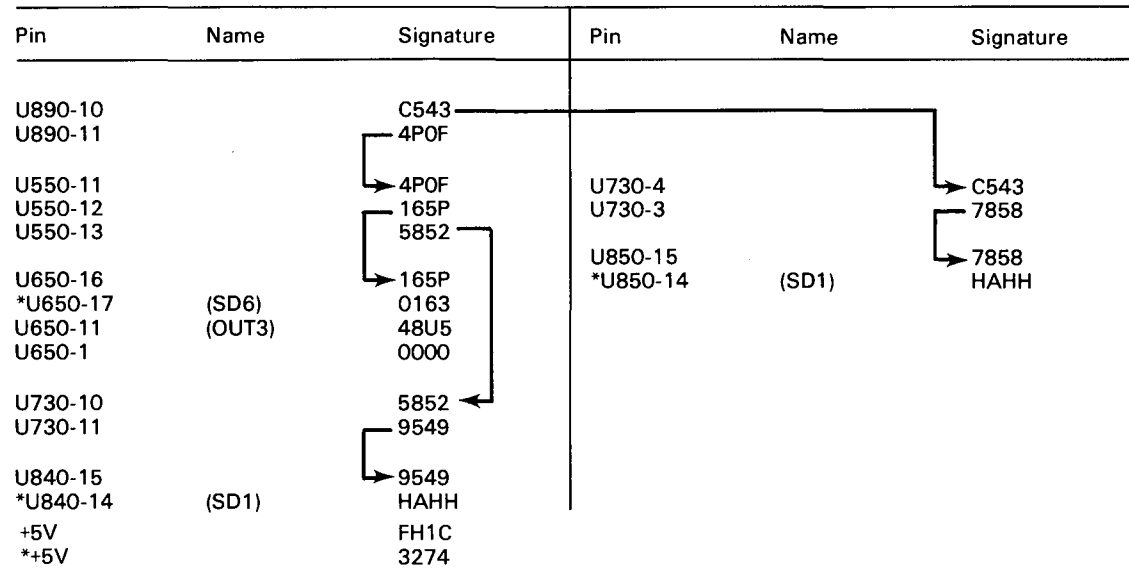 Pin Name Signature
U890-10 C543
U890-11 4P0F
U550-11 4P0F
U550-12 165P
U550-13 5852
U650-16 165P
*U650-17 (SD6) 0163
U650-11 (OUT3) 48U5
U650-1 0000
U730-10 5852
U730-11 9549
U840-15 9549
*U840-14 (SD1) HAHH
+5V FH1C
*+5V 3274
Pin Name Signature
U730-4 C543
U730-3 7858
U850-15 7858
*U850-14 (SD1) HAHH